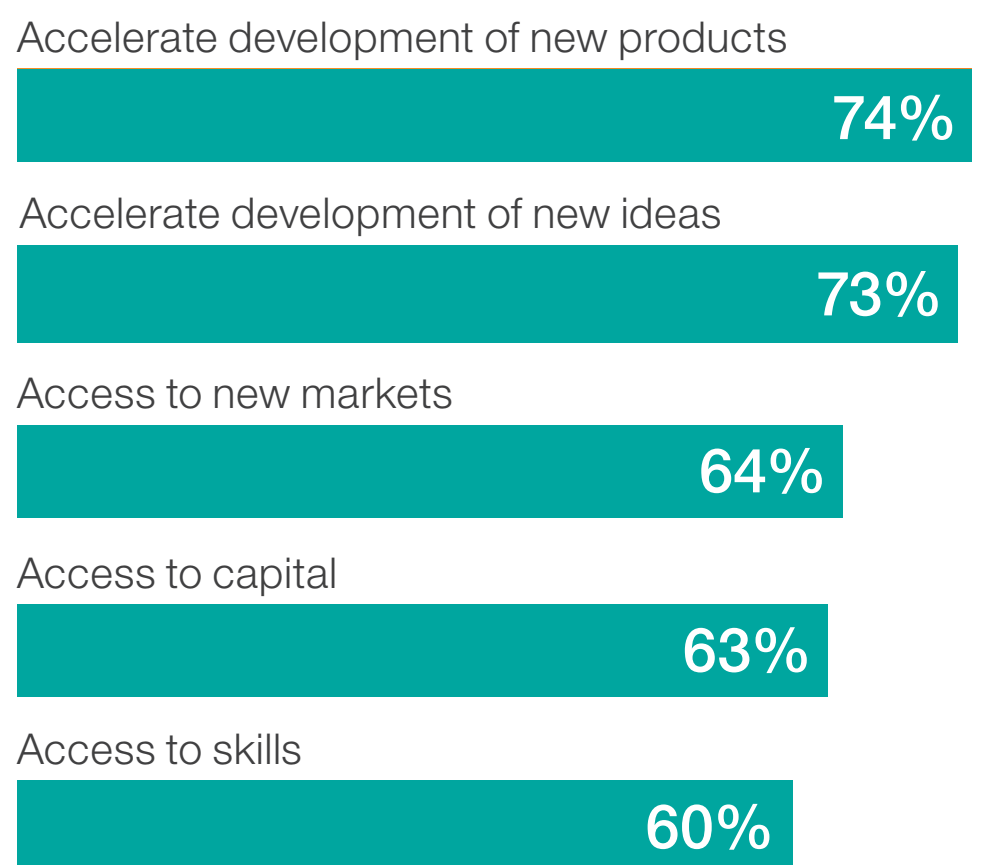 Accelerate development of new products
74%
Accelerate development of new ideas
73%
Access to new markets
64%
Access to capital
63%
Access to skills
60%